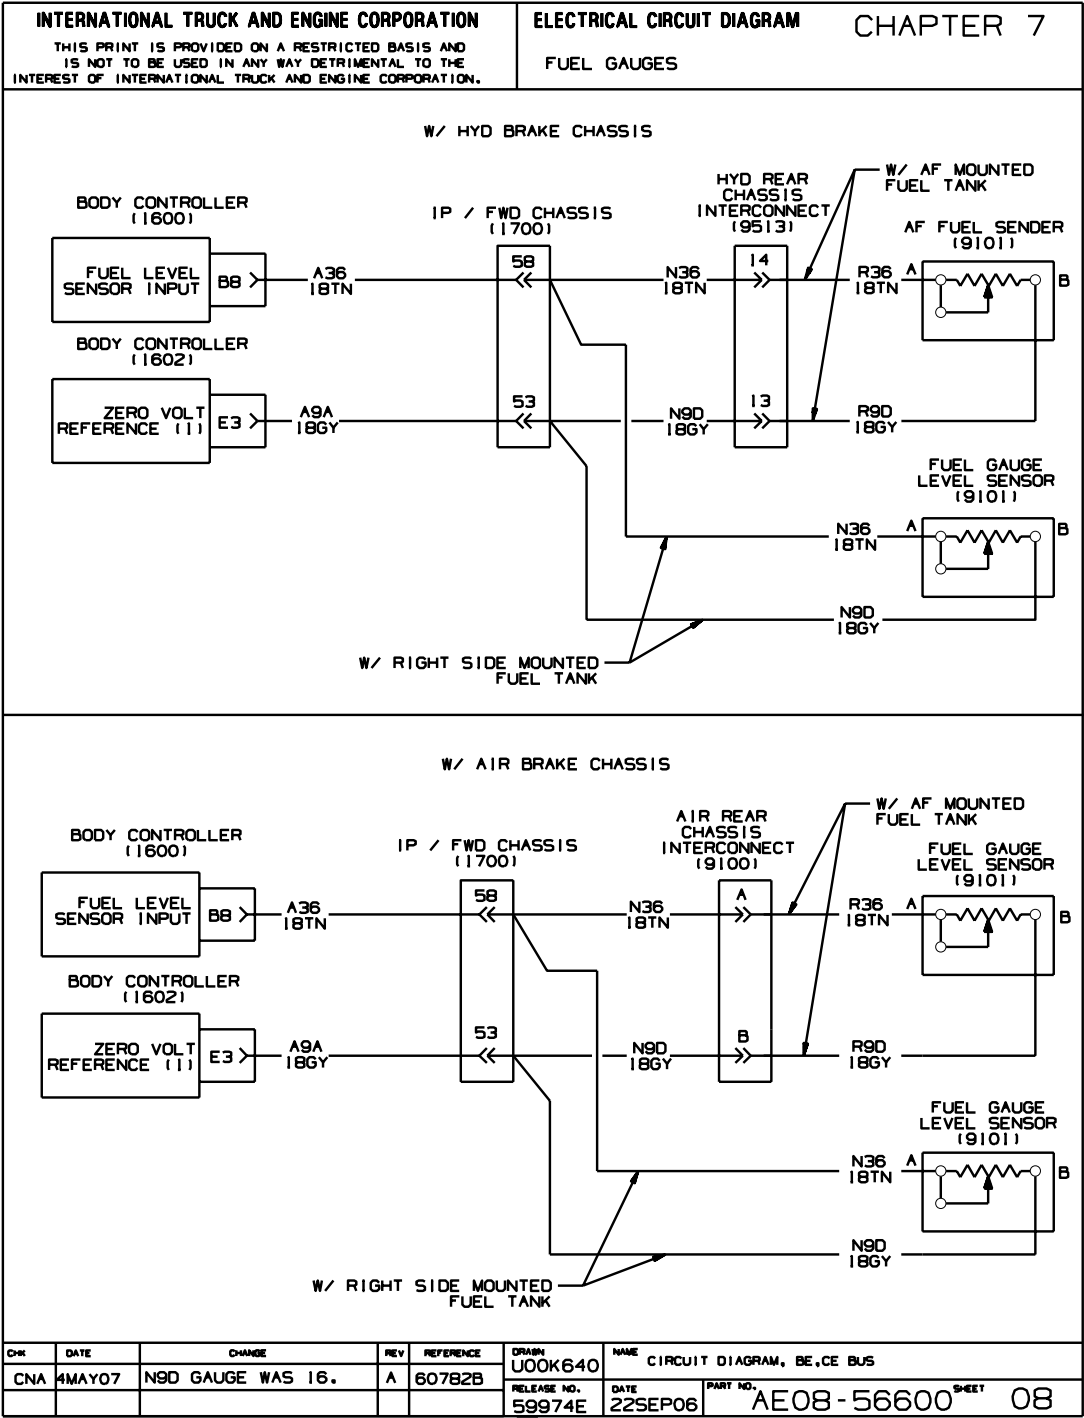 INTERNATIONAL TRUCK AND ENGINE CORPORATION
THIS PRINT IS PROVIDED ON A RESTRICTED BASIS AND
IS NOT TO BE USED IN ANY WAY DETRIMENTAL TO THE
INTEREST OF INTERNATIONAL TRUCK AND ENGINE CORPORATION.
ELECTRICAL CIRCUIT DIAGRAM
CHAPTER 7
FUEL GAUGES
W/ HYD BRAKE CHASSIS
BODY CONTROLLER
(1600)
FUEL LEVEL
SENSOR INPUT
B8
A36
18TN
IP / FWD CHASSIS
(1700)
58
N36
18TN
HYD REAR
CHASSIS
INTERCONNECT
(9513)
14
W/ AF MOUNTED
FUEL TANK
R36
18TN
AF FUEL SENDER
(9101)
A
B
BODY CONTROLLER
(1602)
ZERO VOLT
REFERENCE (1)
E3
A9A
18GY
53
N9D
18GY
13
R9D
18GY
FUEL GAUGE
LEVEL SENSOR
(9101)
N36
18TN
A
B
N9D
18GY
W/ RIGHT SIDE MOUNTED
FUEL TANK
W/ AIR BRAKE CHASSIS
BODY CONTROLLER
(1600)
FUEL LEVEL
SENSOR INPUT
B8
A36
18TN
IP / FWD CHASSIS
(1700)
58
N36
18TN
AIR REAR
CHASSIS
INTERCONNECT
(9100)
A
W/ AF MOUNTED
FUEL TANK
R36
18TN
FUEL GAUGE
LEVEL SENSOR
(9101)
A
B
BODY CONTROLLER
(1602)
ZERO VOLT
REFERENCE (1)
E3
A9A
18GY
53
N9D
18GY
B
R9D
18GY
FUEL GAUGE
LEVEL SENSOR
(9101)
N36
18TN
A
B
N9D
18GY
W/ RIGHT SIDE MOUNTED
FUEL TANK
CHK DATE CHANGE REV REFERENCE
CNA 4MAY07 N9D GAUGE WAS 16. A 60782B
DRAWN
U00K640
NAME
CIRCUIT DIAGRAM, BE,CE BUS
RELEASE NO.
59974E
DATE
22SEP06
PART NO.
AE08-56600
SHEET
08